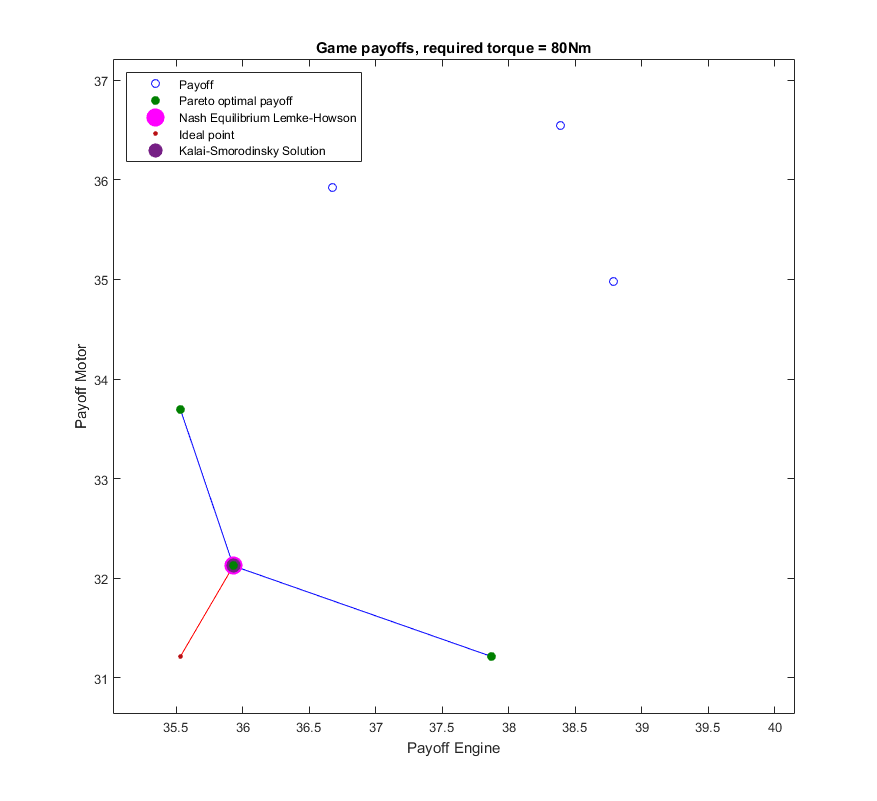 Game payoffs, required torque = 80Nm
Payoff
Pareto optimal payoff
Nash Equilibrium Lemke-Howson
Ideal point
Kalai-Smorodinsky Solution
37
36
35
34
33
32
31
Payoff Motor
35.5 36 36.5 37 37.5 38 38.5 39 39.5 40
Payoff Engine